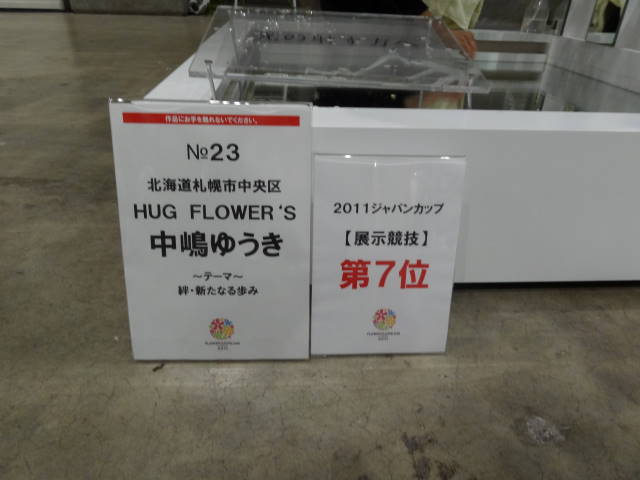 作品にお手を触れないでください。
№23
北海道札幌市中央区
HUG FLOWER'S
中嶋ゆうき
～テーマ～
絆・新たなる歩み
2011ジャパンカップ
【展示競技】
第7位